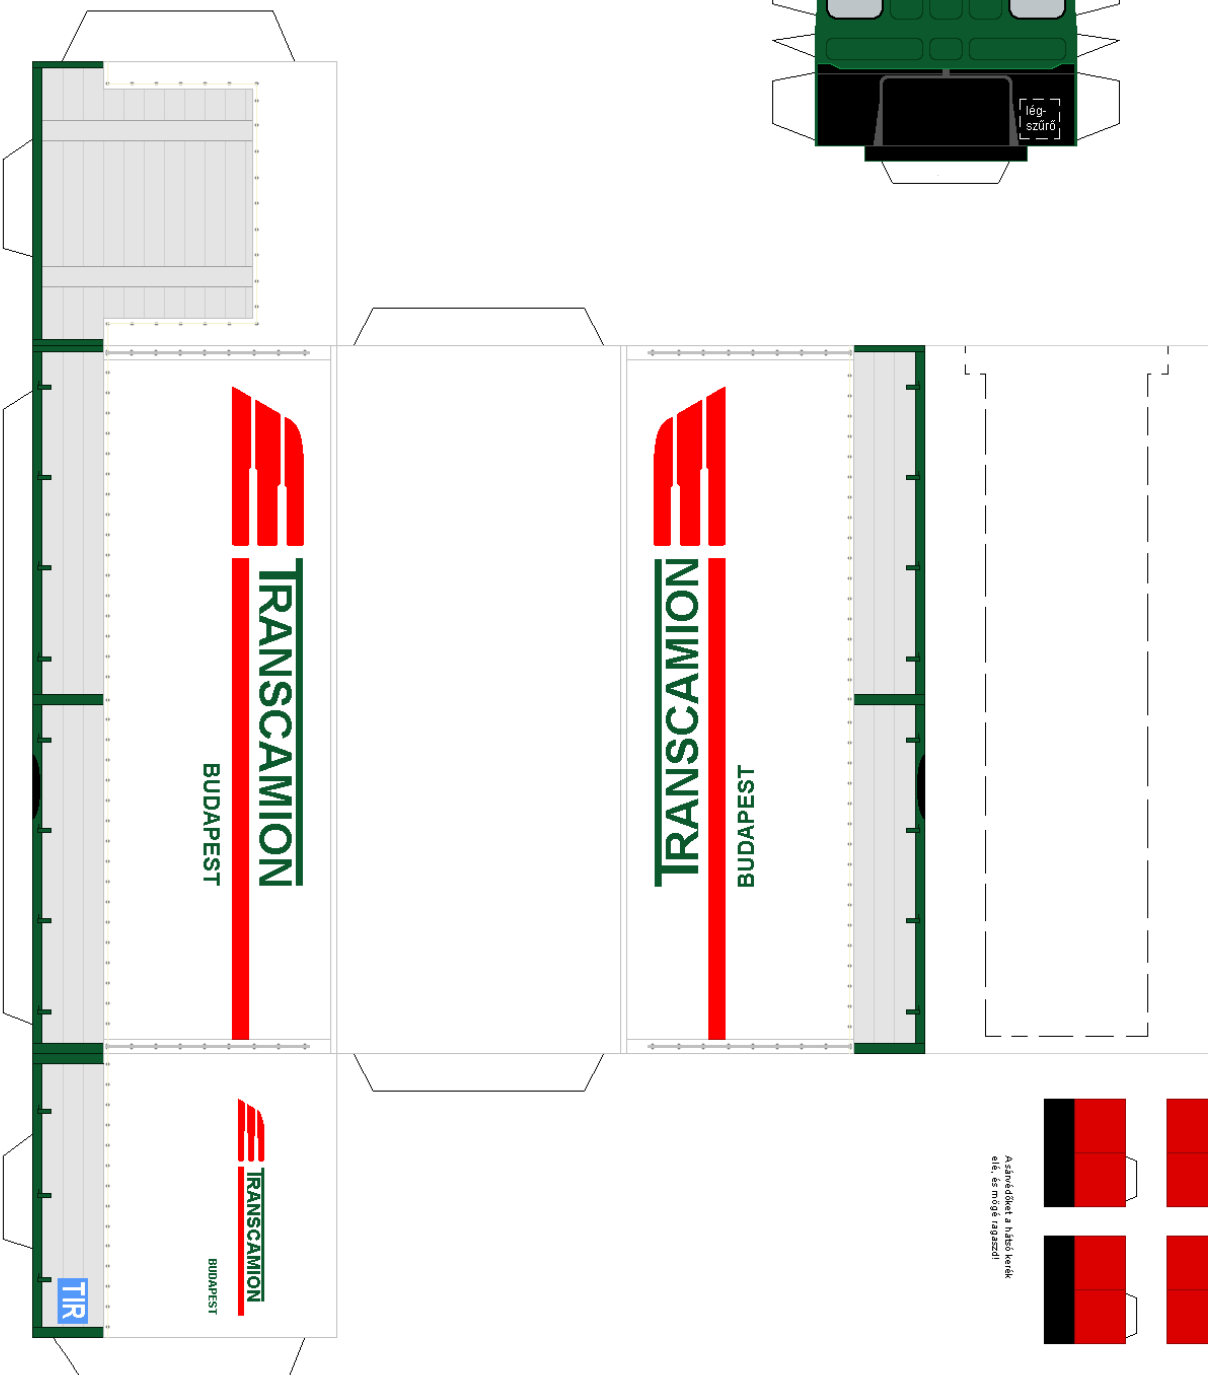 lég-
szűrő
TRANSCAMION
BUDAPEST
TRANSCAMION
BUDAPEST
TRANSCAMION
BUDAPEST
TIR
A sárvédőket a hátsó kerék
elé, és mögé ragaszd!